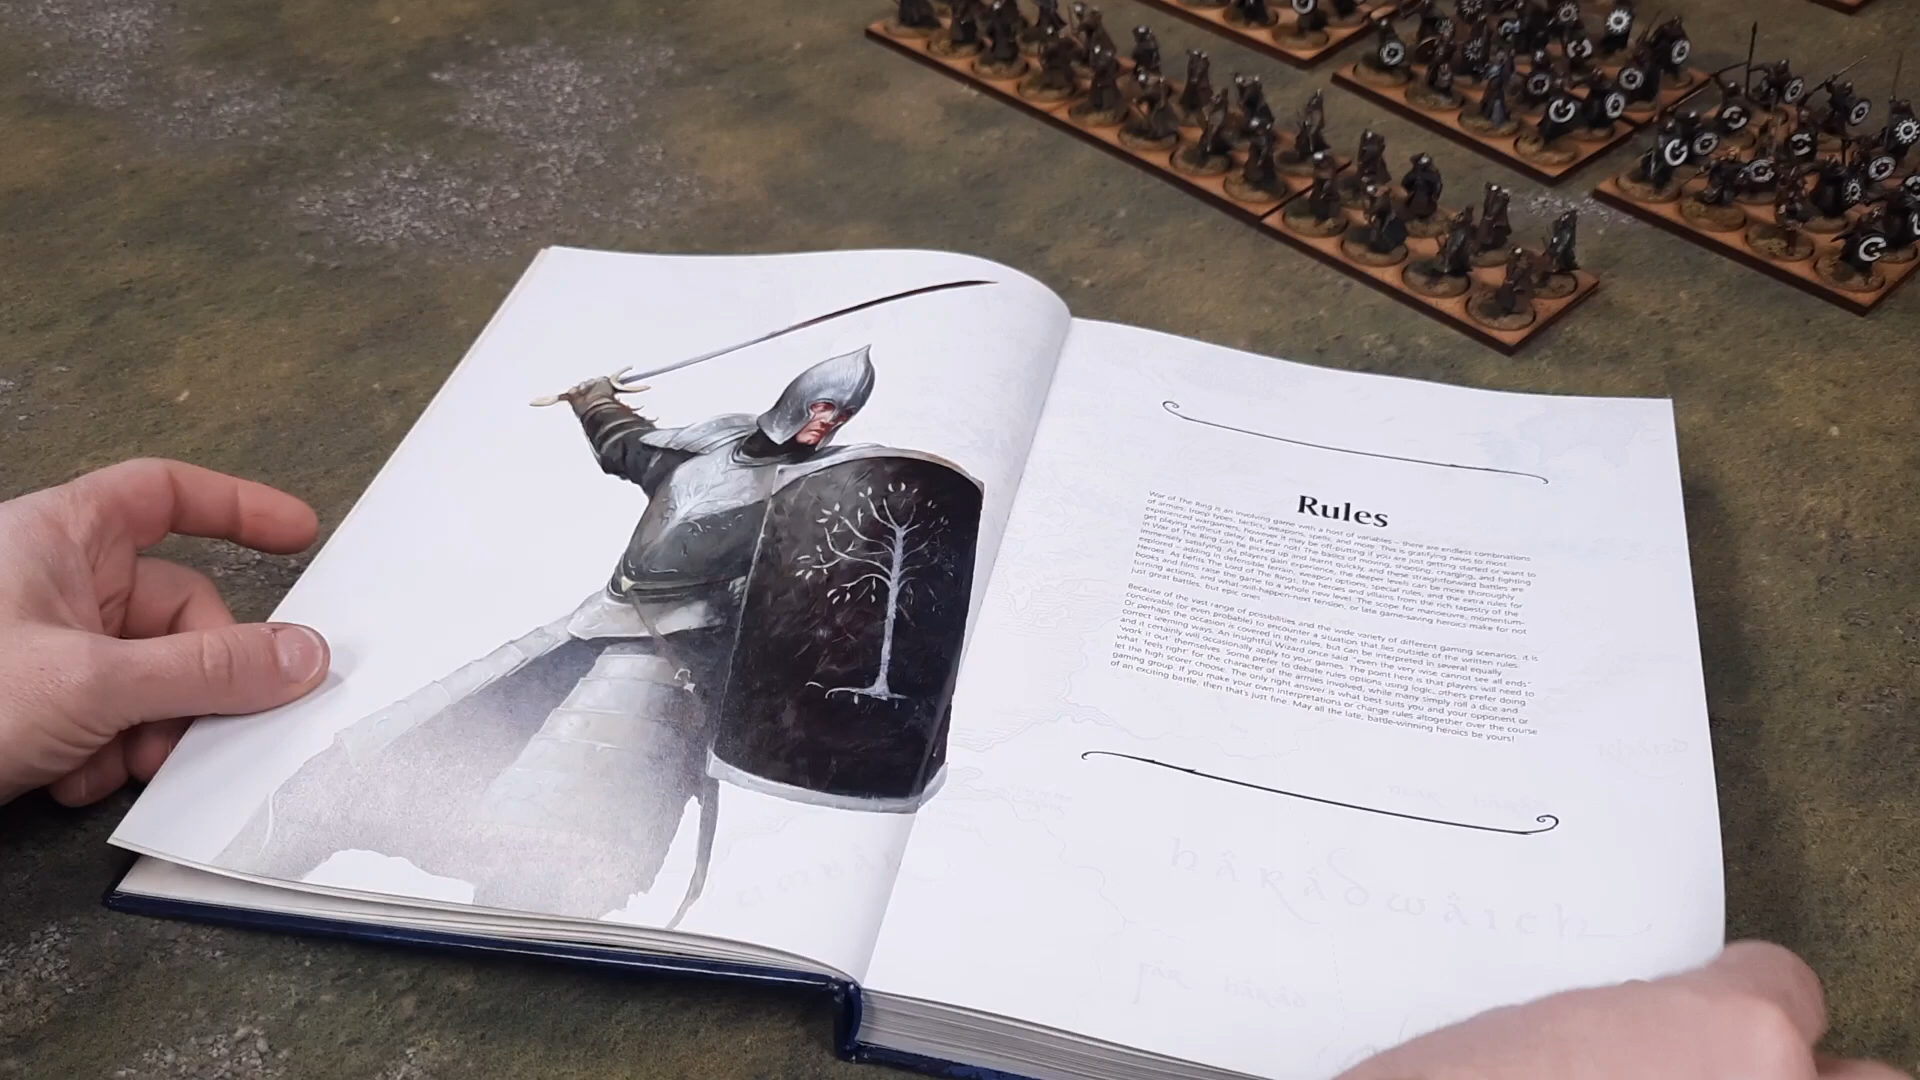 Rules
War of The Ring is an involving game with a host of variables – there are endless combinations
of armies, troop types, tactics, weapons, spells, and more. This is gratifying news to most
experienced wargamers, however it may be off-putting if you are just getting started or want to
get playing without delay. But fear not! The basics of moving, shooting, charging, and fighting
in War of The Ring can be picked up and learnt quickly, and these straightforward battles are
immensely satisfying. As players gain experience, the deeper levels can be more thoroughly
explored – adding in defensible terrain, weapon options, special rules, and the extra rules for
Heroes. As befits The Lord of The Rings, the heroes and villains from the rich tapestry of the
books and films raise the game to a whole new level. The scope for manoeuvre, momentum-
turning actions, and what-will-happen-next tension, or late game-saving heroics make for not
just great battles, but epic ones.
Because of the vast range of possibilities and the wide variety of different gaming scenarios, it is
conceivable (or even probable) to encounter a situation that lies outside of the written rules.
Or perhaps the occasion is covered in the rules, but can be interpreted in several equally
correct seeming ways. An insightful Wizard once said "even the very wise cannot see all ends"
and it certainly will occasionally apply to your games. The point here is that players will need to
'work it out' themselves. Some prefer to debate rules options using logic, others prefer doing
what 'feels right' for the character of the armies involved, while many simply roll a dice and
let the high scorer choose. The only right answer is what best suits you and your opponent or
gaming group. If you make your own interpretations or change rules altogether over the course
of an exciting battle, then that's just fine. May all the late, battle-winning heroics be yours!
near harad
umbar
hâradwaith
far harad